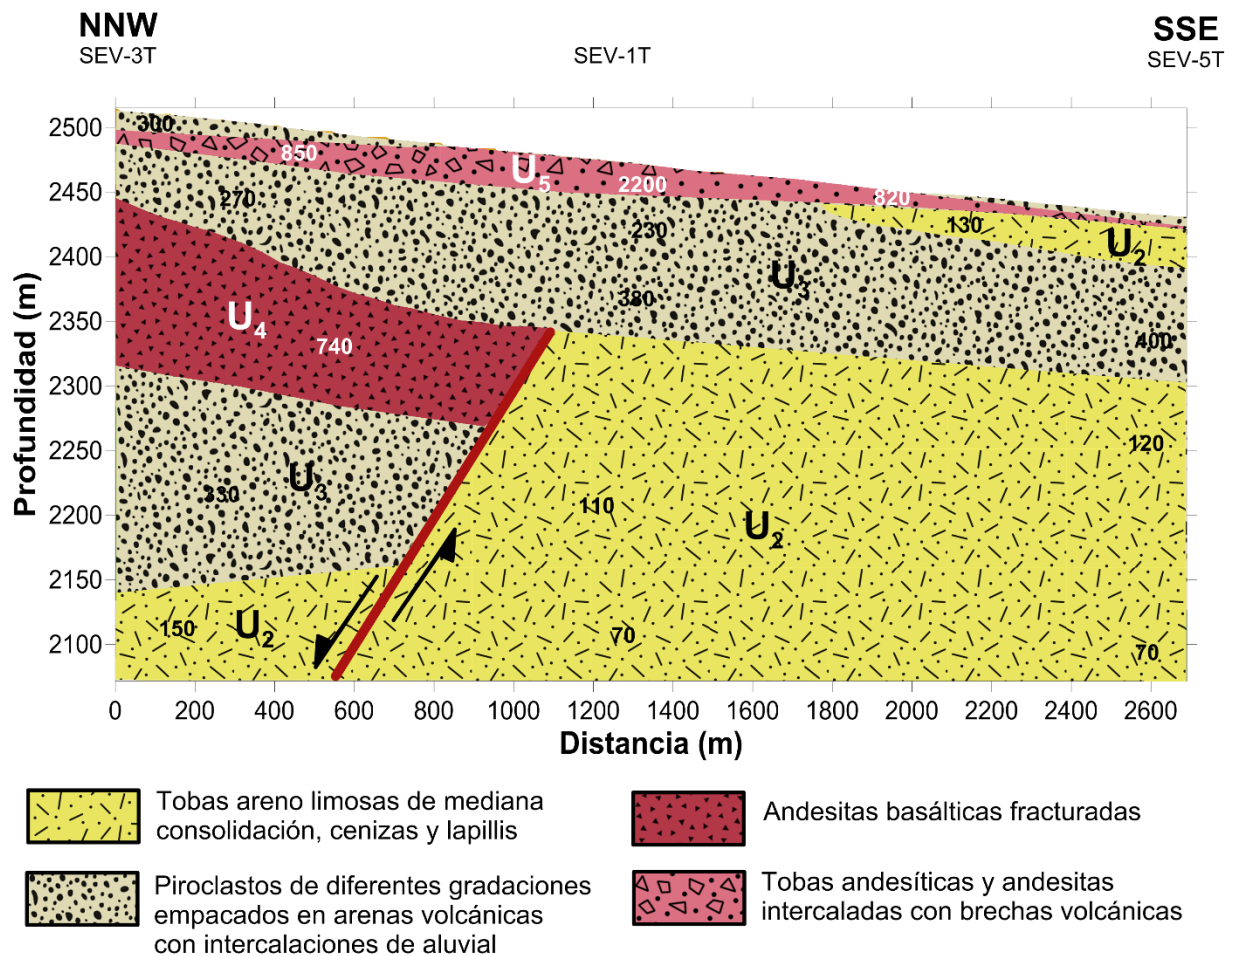 NNW
SSE
SEV-3T
SEV-1T
SEV-5T
Profundidad (m)
2500
2450
2400
2350
2300
2250
2200
2150
2100
300
850
U5
2200
820
270
230
130
U2
U3
380
400
U4
740
120
U3
330
110
U2
150
U2
70
70
0
200
400
600
800
1000
1200
1400
1600
1800
2000
2200
2400
2600
Distancia (m)
Tobas areno limosas de mediana
consolidación, cenizas y lapillis
Andesitas basálticas fracturadas
Piroclastos de diferentes gradaciones
empacados en arenas volcánicas
con intercalaciones de aluvial
Tobas andesíticas y andesitas
intercaladas con brechas volcánicas